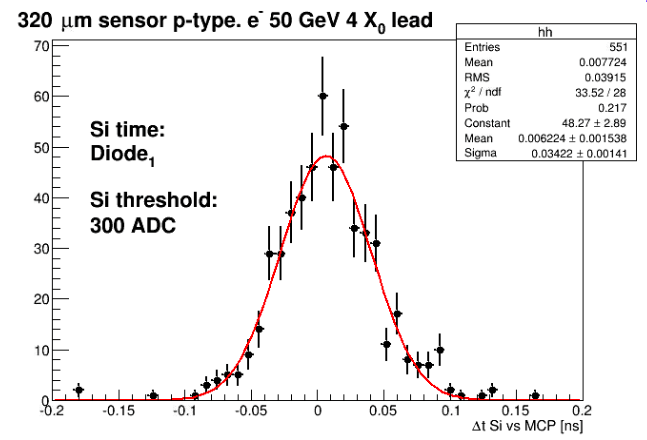 320 μm sensor p-type. e⁻ 50 GeV 4 X₀ lead
hh
Entries 551
Mean 0.007724
RMS 0.03915
χ² / ndf 33.52 / 28
Prob 0.217
Constant 48.27 ± 2.89
Mean 0.006224 ± 0.001538
Sigma 0.03422 ± 0.00141
Si time:
Diode₁
Si threshold:
300 ADC
70
60
50
40
30
20
10
0
-0.2 -0.15 -0.1 -0.05 0 0.05 0.1 0.15 0.2
Δt Si vs MCP [ns]